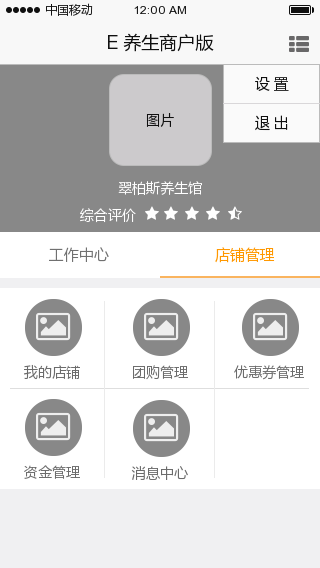 中国移动 12:00 AM
E 养生商户版
设 置
退 出
图片
翠柏斯养生馆
综合评价
工作中心 店铺管理
我的店铺 团购管理 优惠券管理
资金管理 消息中心